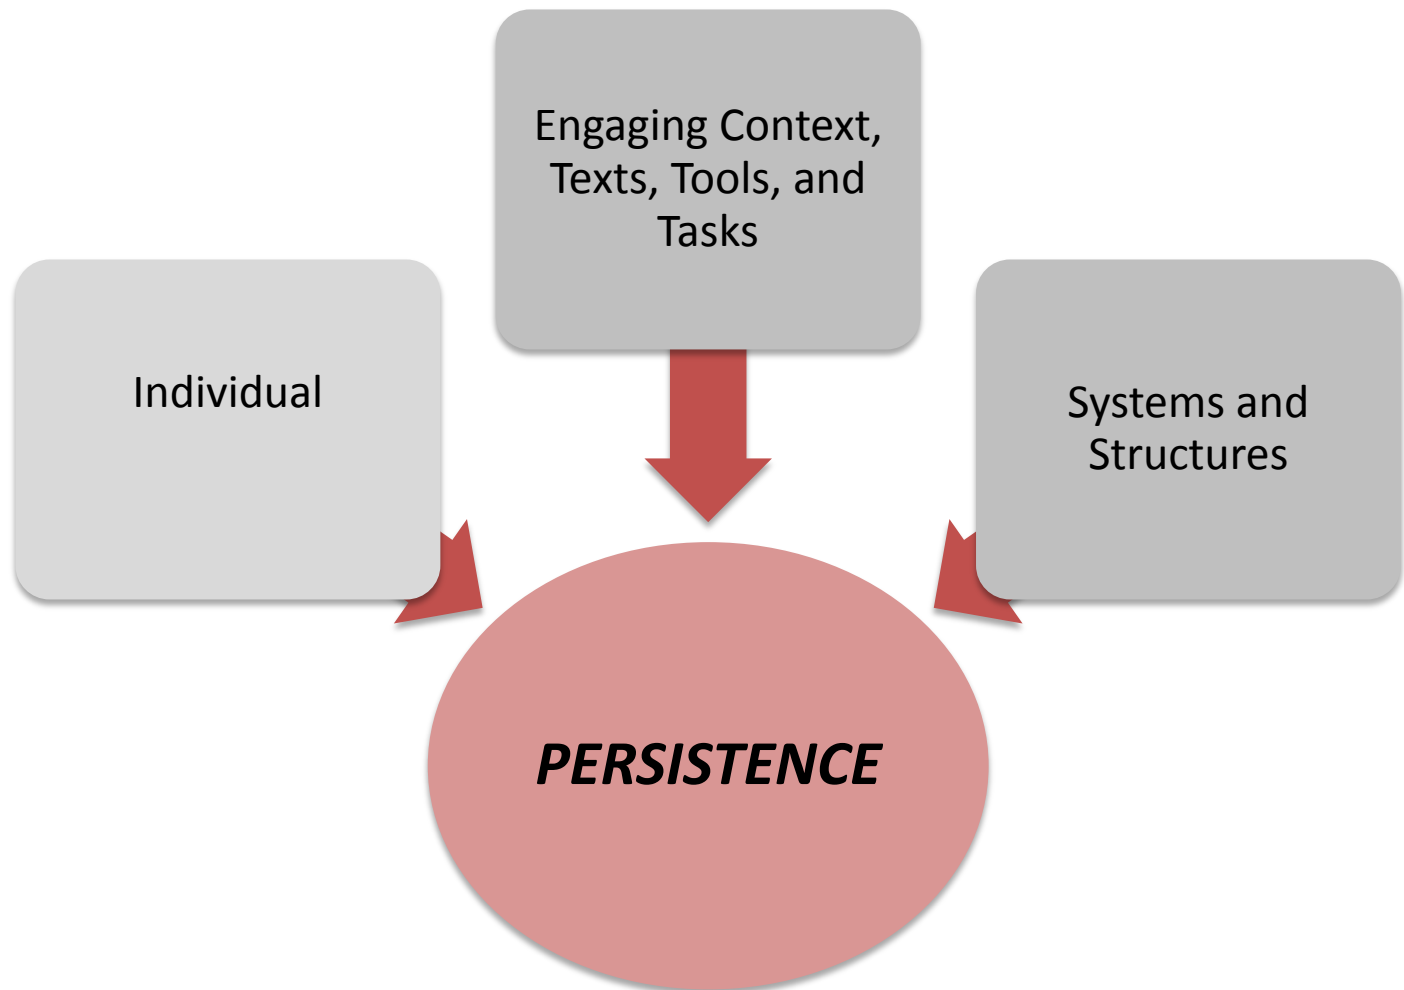 Engaging Context,
Texts, Tools, and
Tasks
Individual
Systems and
Structures
PERSISTENCE